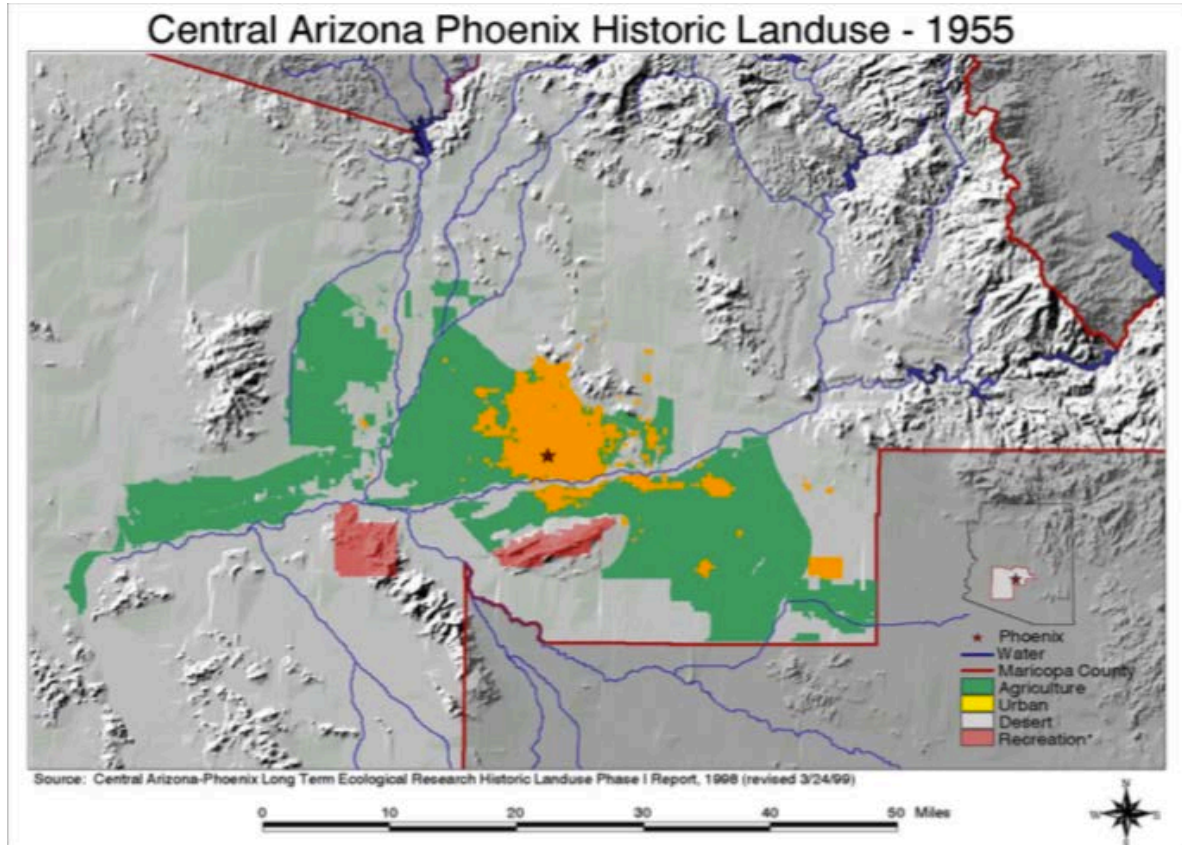 Central Arizona Phoenix Historic Landuse - 1955
Phoenix
Water
Maricopa County
Agriculture
Urban
Desert
Recreation*
Source: Central Arizona-Phoenix Long Term Ecological Research Historic Landuse Phase I Report, 1998 (revised 3/24/99)
0 10 20 30 40 50 Miles
N
W
S